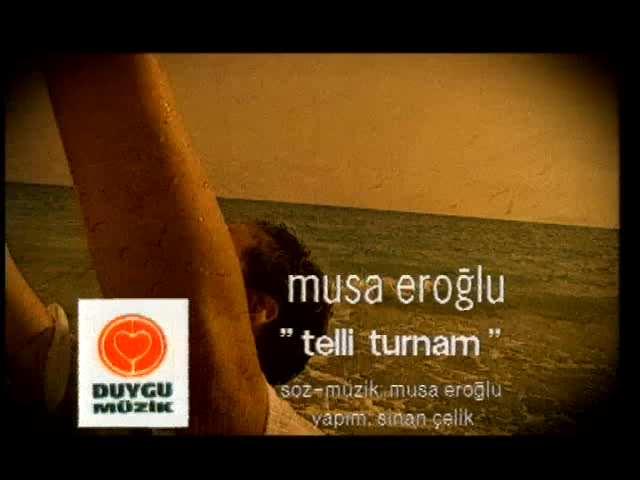 musa eroğlu
" telli turnam "
söz-müzik: musa eroğlu
yapım: sinan çelik
DUYGU
MÜZİK